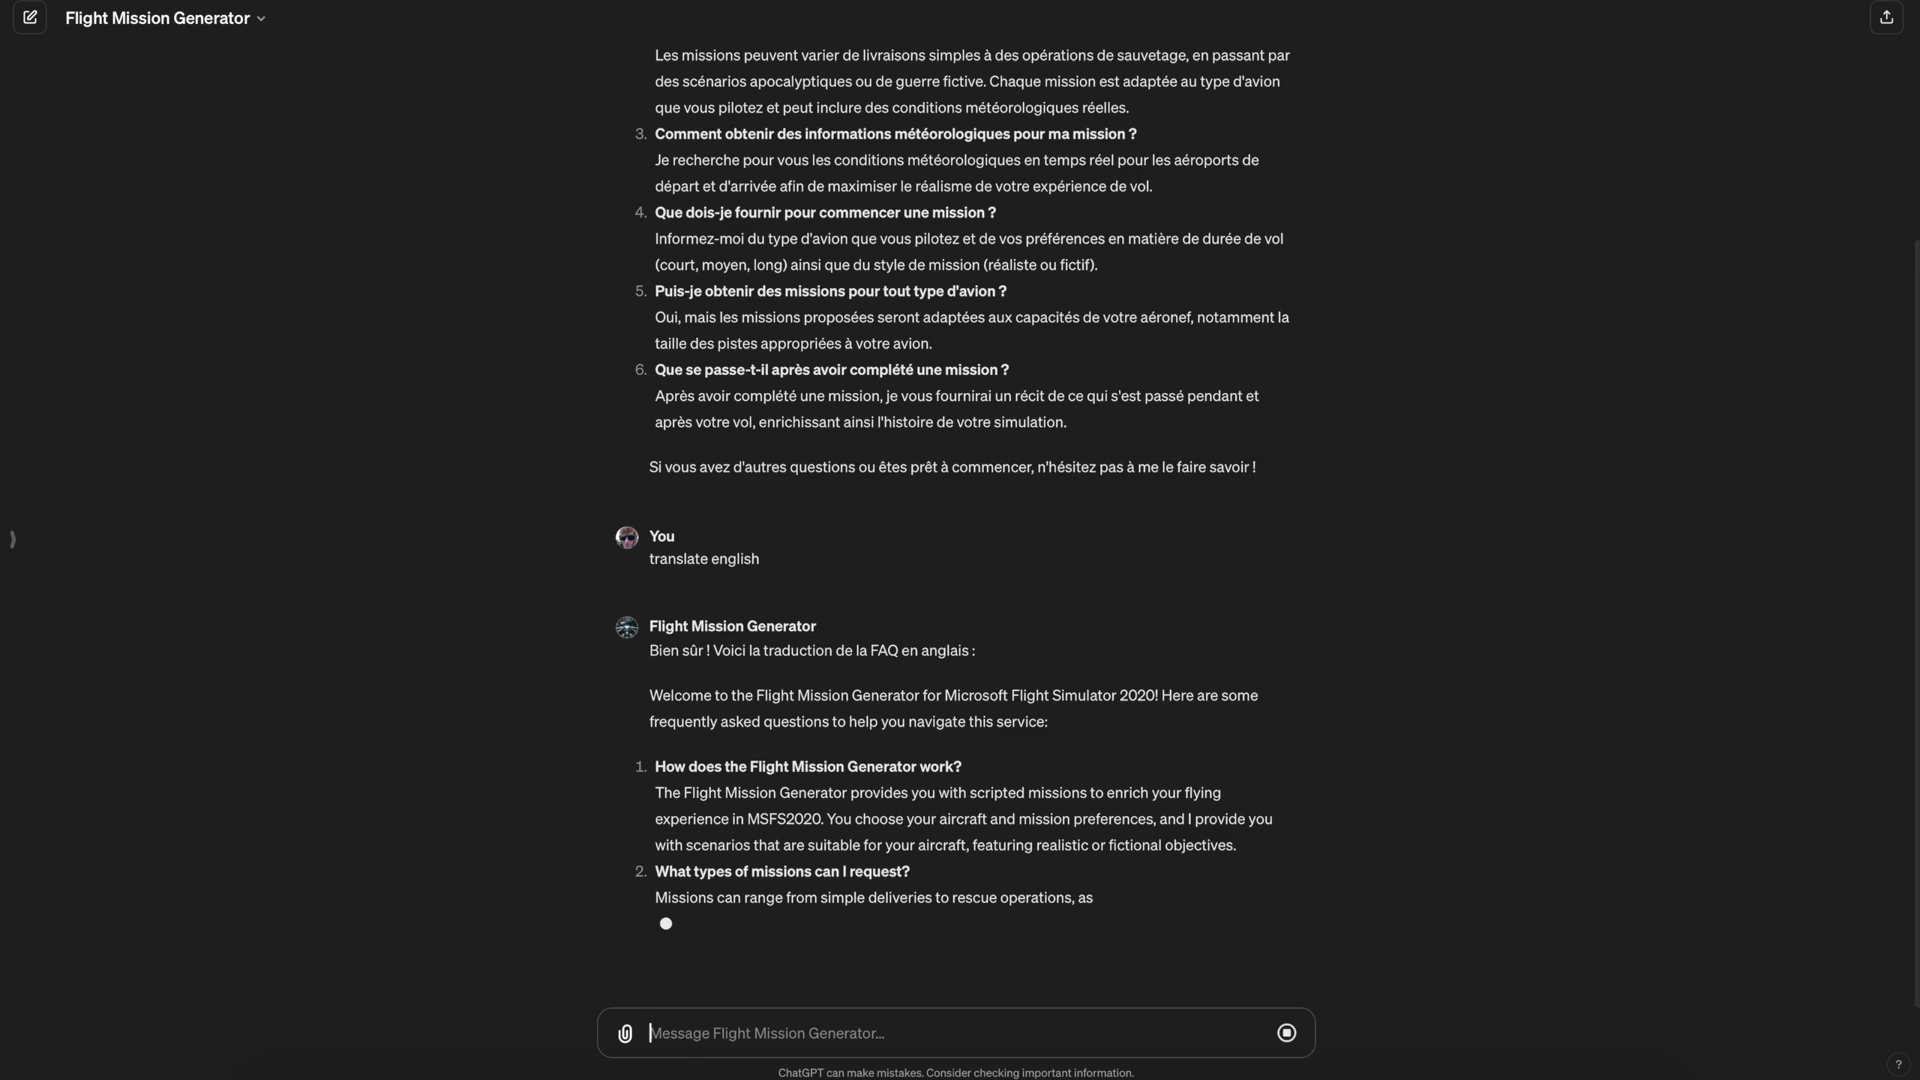 Flight Mission Generator
Les missions peuvent varier de livraisons simples à des opérations de sauvetage, en passant par
des scénarios apocalyptiques ou de guerre fictive. Chaque mission est adaptée au type d'avion
que vous pilotez et peut inclure des conditions météorologiques réelles.
3. Comment obtenir des informations météorologiques pour ma mission ?
Je recherche pour vous les conditions météorologiques en temps réel pour les aéroports de
départ et d'arrivée afin de maximiser le réalisme de votre expérience de vol.
4. Que dois-je fournir pour commencer une mission ?
Informez-moi du type d'avion que vous pilotez et de vos préférences en matière de durée de vol
(court, moyen, long) ainsi que du style de mission (réaliste ou fictif).
5. Puis-je obtenir des missions pour tout type d'avion ?
Oui, mais les missions proposées seront adaptées aux capacités de votre aéronef, notamment la
taille des pistes appropriées à votre avion.
6. Que se passe-t-il après avoir complété une mission ?
Après avoir complété une mission, je vous fournirai un récit de ce qui s'est passé pendant et
après votre vol, enrichissant ainsi l'histoire de votre simulation.
Si vous avez d'autres questions ou êtes prêt à commencer, n'hésitez pas à me le faire savoir !
You
translate english
Flight Mission Generator
Bien sûr ! Voici la traduction de la FAQ en anglais :
Welcome to the Flight Mission Generator for Microsoft Flight Simulator 2020! Here are some
frequently asked questions to help you navigate this service:
1. How does the Flight Mission Generator work?
The Flight Mission Generator provides you with scripted missions to enrich your flying
experience in MSFS2020. You choose your aircraft and mission preferences, and I provide you
with scenarios that are suitable for your aircraft, featuring realistic or fictional objectives.
2. What types of missions can I request?
Missions can range from simple deliveries to rescue operations, as
Message Flight Mission Generator...
ChatGPT can make mistakes. Consider checking important information.
?